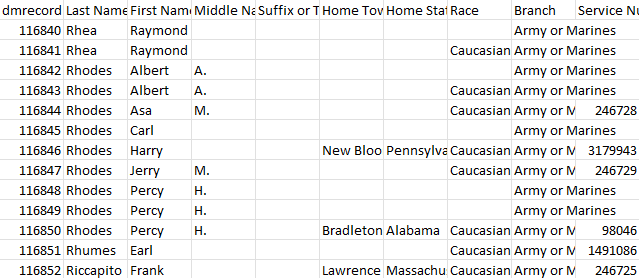 dmrecord Last Name First Nam Middle Na Suffix or T Home Tow Home Stat Race Branch Service Nu
116840 Rhea Raymond Army or Marines
116841 Rhea Raymond Caucasian Army or Marines
116842 Rhodes Albert A. Army or Marines
116843 Rhodes Albert A. Caucasian Army or Marines
116844 Rhodes Asa M. Caucasian Army or M 246728
116845 Rhodes Carl Army or Marines
116846 Rhodes Harry New Bloo Pennsylva Caucasian Army or M 3179943
116847 Rhodes Jerry M. Caucasian Army or M 246729
116848 Rhodes Percy H. Army or Marines
116849 Rhodes Percy H. Army or Marines
116850 Rhodes Percy H. Bradleton Alabama Caucasian Army or M 98046
116851 Rhumes Earl Caucasian Army or M 1491086
116852 Riccapito Frank Lawrence Massachu Caucasian Army or M 246725